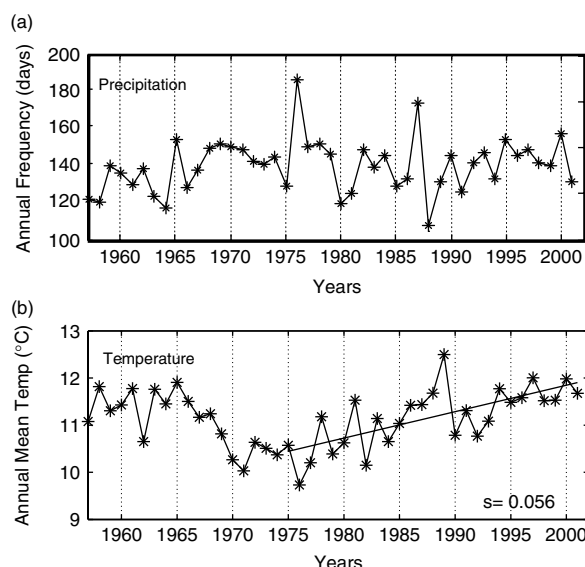 (a)
200
180
160
140
120
100
Annual Frequency (days)
Precipitation
1960 1965 1970 1975 1980 1985 1990 1995 2000
Years
(b)
13
12
11
10
9
Annual Mean Temp (°C)
Temperature
s= 0.056
1960 1965 1970 1975 1980 1985 1990 1995 2000
Years